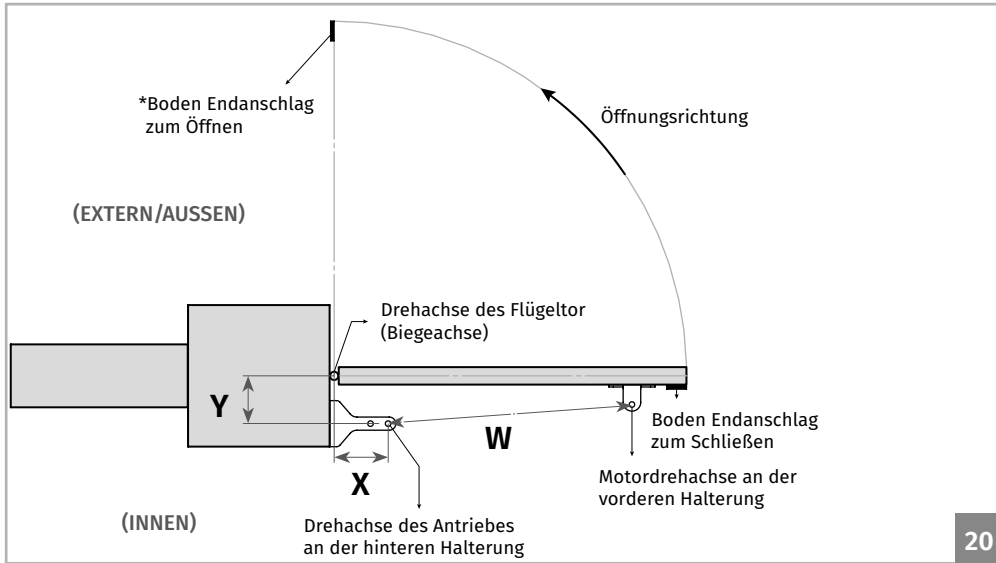 *Boden Endanschlag
zum Öffnen
Öffnungsrichtung
(EXTERN/AUSSEN)
Drehachse des Flügeltor
(Biegeachse)
Y
W
X
Boden Endanschlag
zum Schließen
Motordrehachse an der
vorderen Halterung
(INNEN)
Drehachse des Antriebes
an der hinteren Halterung
20